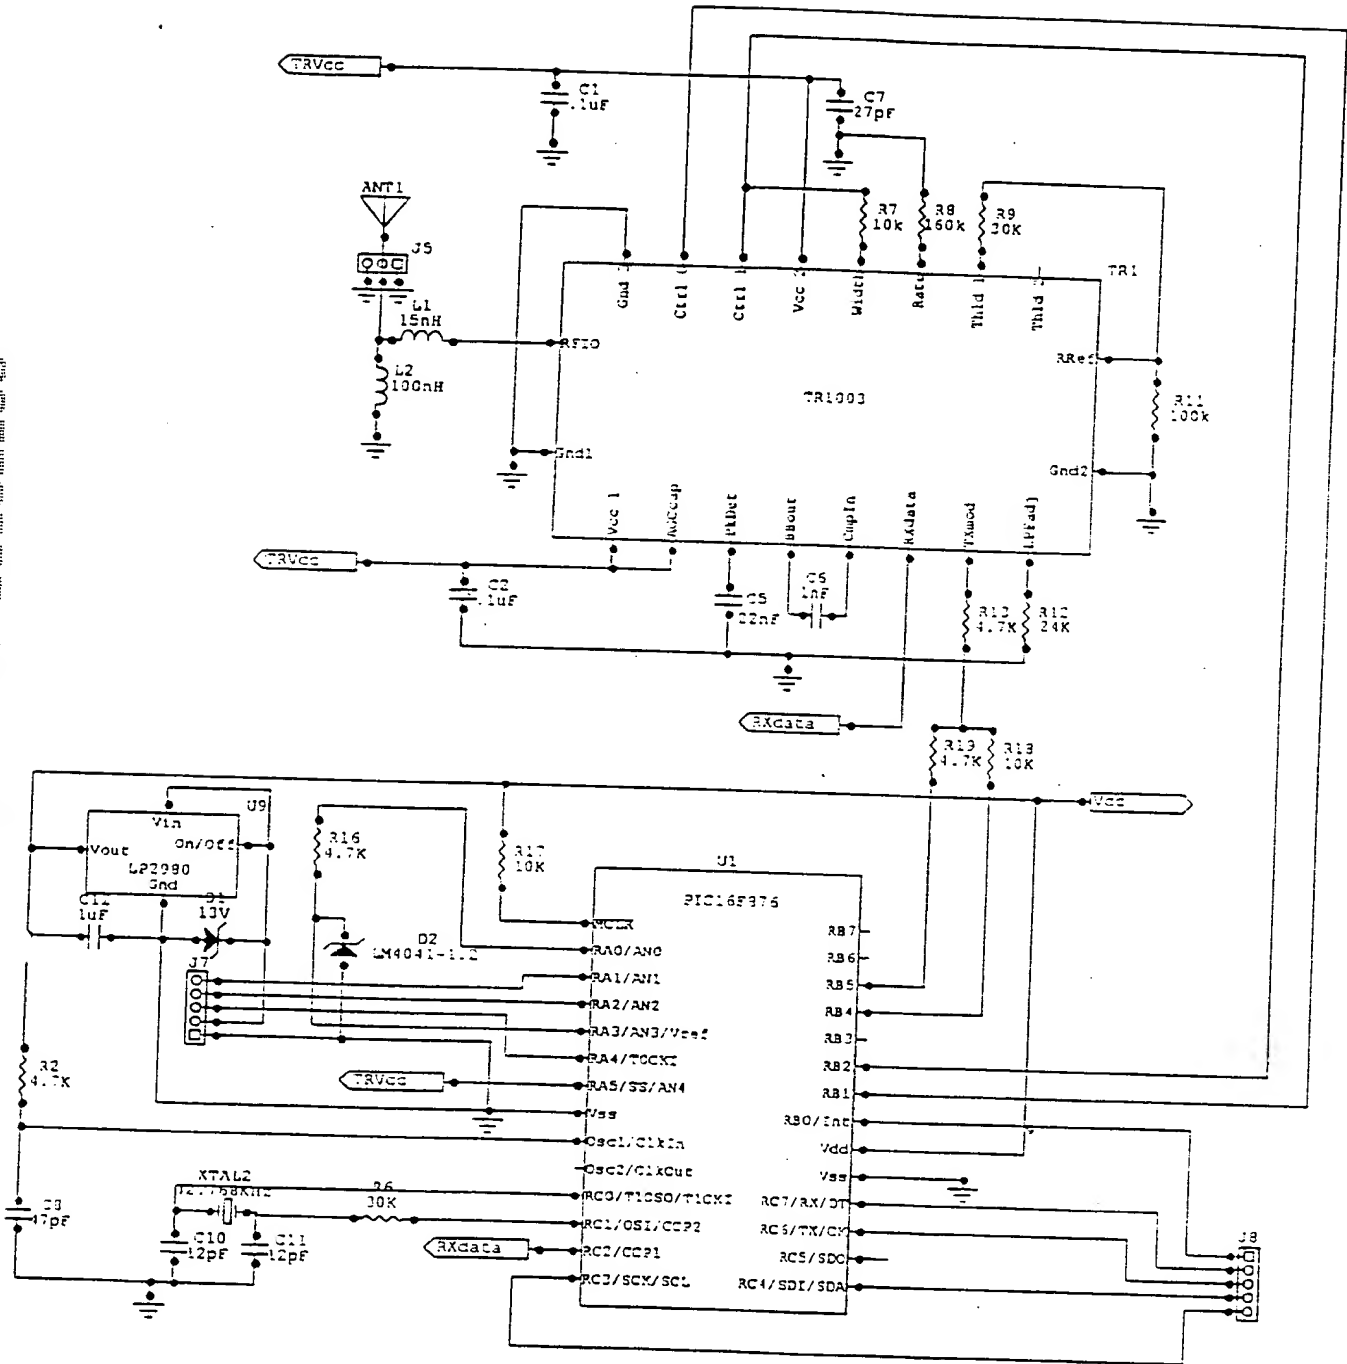 TRVcc
C1
.1uF
C7
27pF
ANT1
J5
L1
15nH
L2
100nH
R7
10k
R8
160k
R9
30K
TR1
Gnd 3
Ctrl 0
Ctrl 1
Vcc 2
Width
Rate
Thld 1
Thld 2
RFIO
RRef
TR1003
R11
100k
Gnd1
Gnd2
Vcc 1
AGCcap
PkDet
BBout
CmpIn
RXdata
TXmod
LPFadj
TRVcc
C2
.1uF
C5
22nF
C6
1nF
R13
4.7K
R12
24K
RXdata
R19
4.7K
R18
10K
Vcc
U9
Vin
Vout
On/Off
LP2980
Gnd
C12
1uF
D1
13V
R16
4.7K
R17
10K
D2
LM4041-1.2
J7
U1
PIC16F876
MCLR
RA0/AN0
RA1/AN1
RA2/AN2
RA3/AN3/Vref
RA4/T0CKI
RA5/SS/AN4
Vss
Osc1/ClkIn
Osc2/ClkOut
RC0/T1OSO/T1CKI
RC1/OSI/CCP2
RC2/CCP1
RC3/SCK/SCL
RB7
RB6
RB5
RB4
RB3
RB2
RB1
RB0/Int
Vdd
Vss
RC7/RX/DT
RC6/TX/CK
RC5/SDO
RC4/SDI/SDA
R2
4.7K
TRVcc
XTAL2
32.768KHz
R6
30K
C8
47pF
C10
12pF
C11
12pF
RXdata
J8